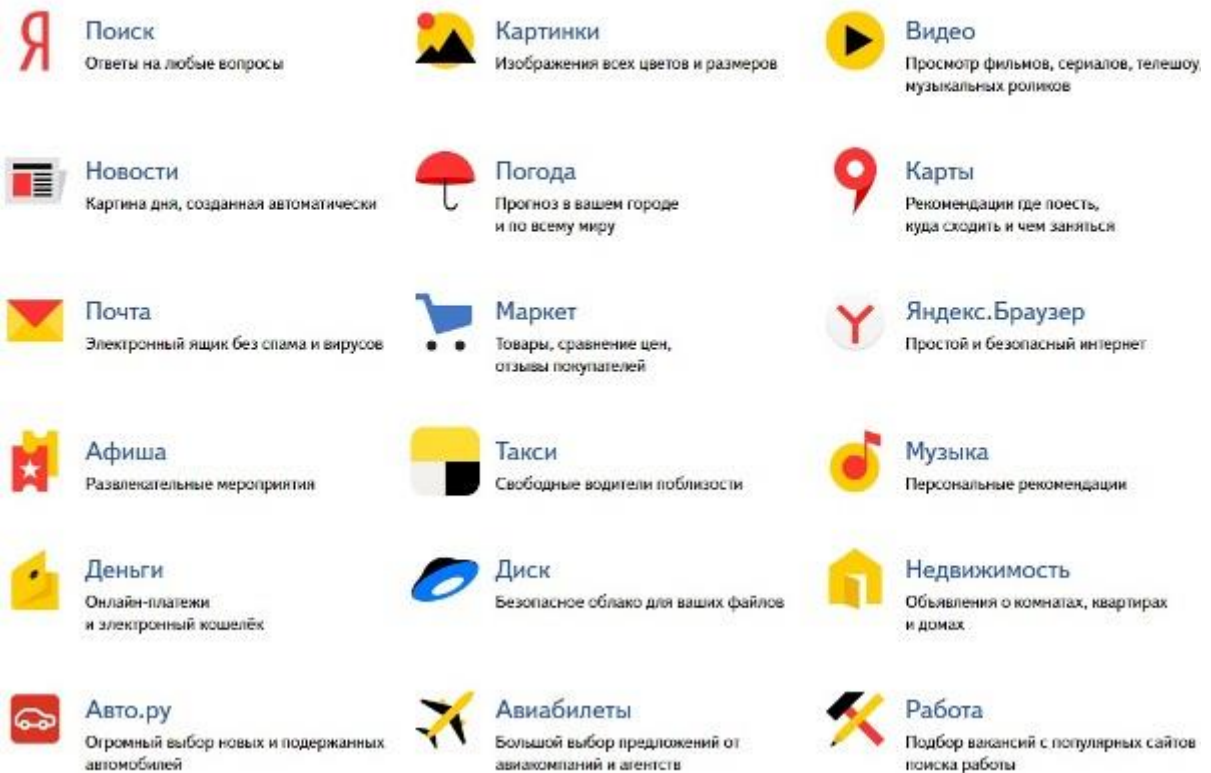 Я Поиск
Ответы на любые вопросы
Картинки
Изображения всех цветов и размеров
Видео
Просмотр фильмов, сериалов, телешоу,
музыкальных роликов
Новости
Картина дня, созданная автоматически
Погода
Прогноз в вашем городе
и по всему миру
Карты
Рекомендации где поесть,
куда сходить и чем заняться
Почта
Электронный ящик без спама и вирусов
Маркет
Товары, сравнение цен,
отзывы покупателей
Яндекс.Браузер
Простой и безопасный интернет
Афиша
Развлекательные мероприятия
Такси
Свободные водители поблизости
Музыка
Персональные рекомендации
Деньги
Онлайн-платежи
и электронный кошелёк
Диск
Безопасное облако для ваших файлов
Недвижимость
Объявления о комнатах, квартирах
и домах
Авто.ру
Огромный выбор новых и подержанных
автомобилей
Авиабилеты
Большой выбор предложений от
авиакомпаний и агентств
Работа
Подбор вакансий с популярных сайтов
поиска работы